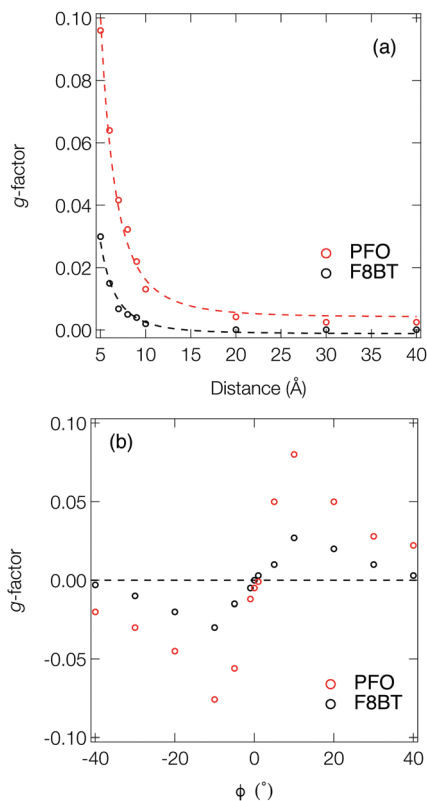 0.10
(a)
0.08
0.06
g-factor
0.04
PFO
0.02
F8BT
0.00
5 10 15 20 25 30 35 40
Distance (Å)
0.10
(b)
0.05
g-factor
0.00
-0.05
PFO
F8BT
-0.10
-40 -20 0 20 40
ϕ (°)